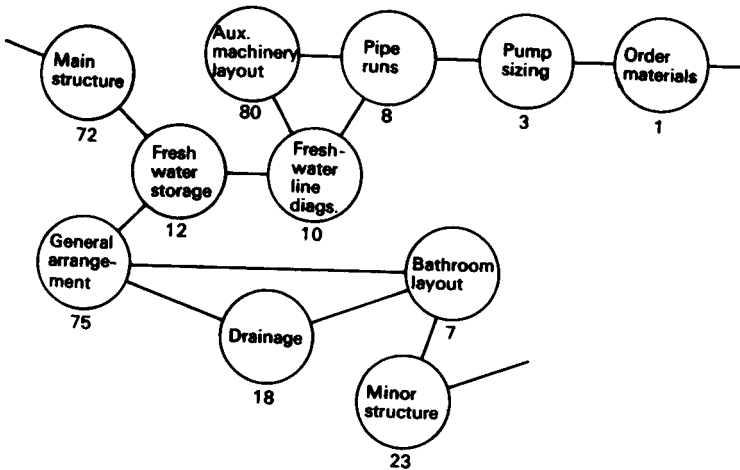 Main
structure
72
Aux.
machinery
layout
80
Pipe
runs
8
Pump
sizing
3
Order
materials
1
Fresh
water
storage
12
Fresh-
water
line
diags.
10
General
arrange-
ment
75
Bathroom
layout
7
Drainage
18
Minor
structure
23